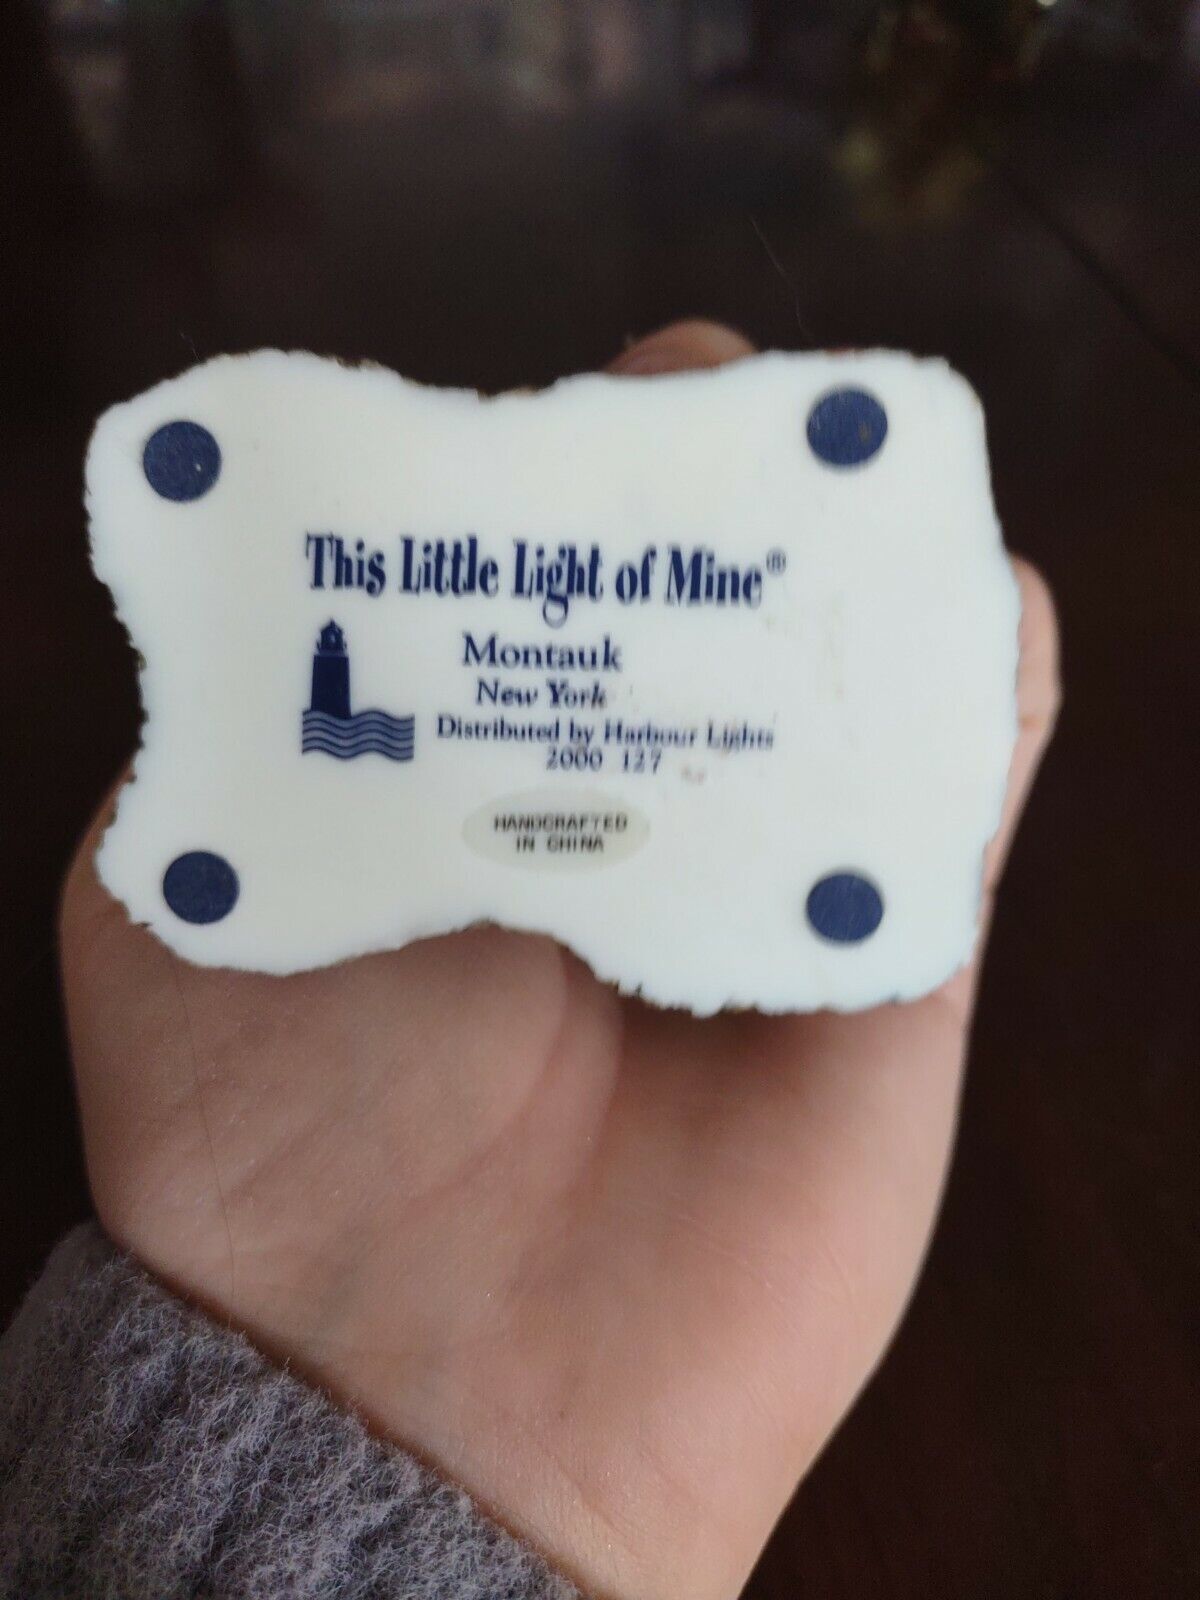 This Little Light of Mine®
Montauk
New York
Distributed by Harbour Lights
2000 127
HANDCRAFTED
IN CHINA